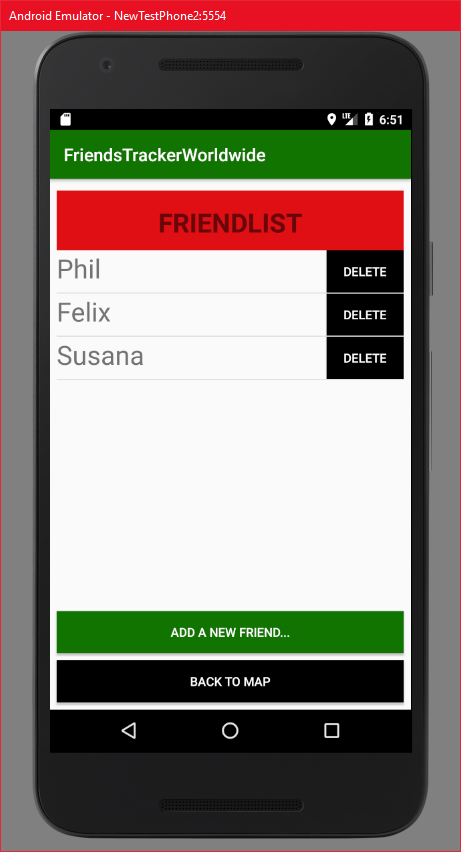 Android Emulator - NewTestPhone2:5554
LTE 6:51
FriendsTrackerWorldwide
FRIENDLIST
Phil DELETE
Felix DELETE
Susana DELETE
ADD A NEW FRIEND...
BACK TO MAP